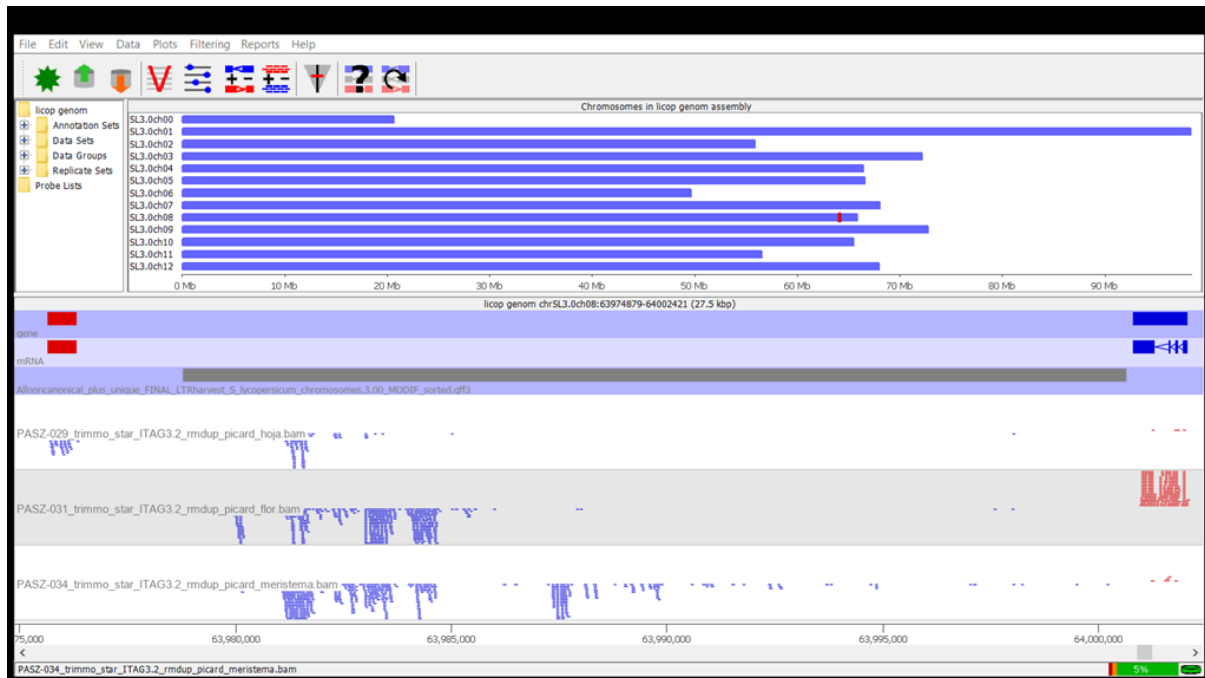 File Edit View Data Plots Filtering Reports Help
licop genom
Annotation Sets
Data Sets
Data Groups
Replicate Sets
Probe Lists
Chromosomes in licop genom assembly
SL3.0ch00
SL3.0ch01
SL3.0ch02
SL3.0ch03
SL3.0ch04
SL3.0ch05
SL3.0ch06
SL3.0ch07
SL3.0ch08
SL3.0ch09
SL3.0ch10
SL3.0ch11
SL3.0ch12
0 Mb 10 Mb 20 Mb 30 Mb 40 Mb 50 Mb 60 Mb 70 Mb 80 Mb 90 Mb
licop genom chrSL3.0ch08:63974879-64002421 (27.5 kbp)
gene
mRNA
Allnoncanonical_plus_unique_FINAL_LTRharvest_S_lycopersicum_chromosomes.3.00_MODIF_sorted.gff3
PASZ-029_trimmo_star_ITAG3.2_rmdup_picard_hoja.bam
PASZ-031_trimmo_star_ITAG3.2_rmdup_picard_flor.bam
PASZ-034_trimmo_star_ITAG3.2_rmdup_picard_meristema.bam
75,000 63,980,000 63,985,000 63,990,000 63,995,000 64,000,000
PASZ-034_trimmo_star_ITAG3.2_rmdup_picard_meristema.bam 5%